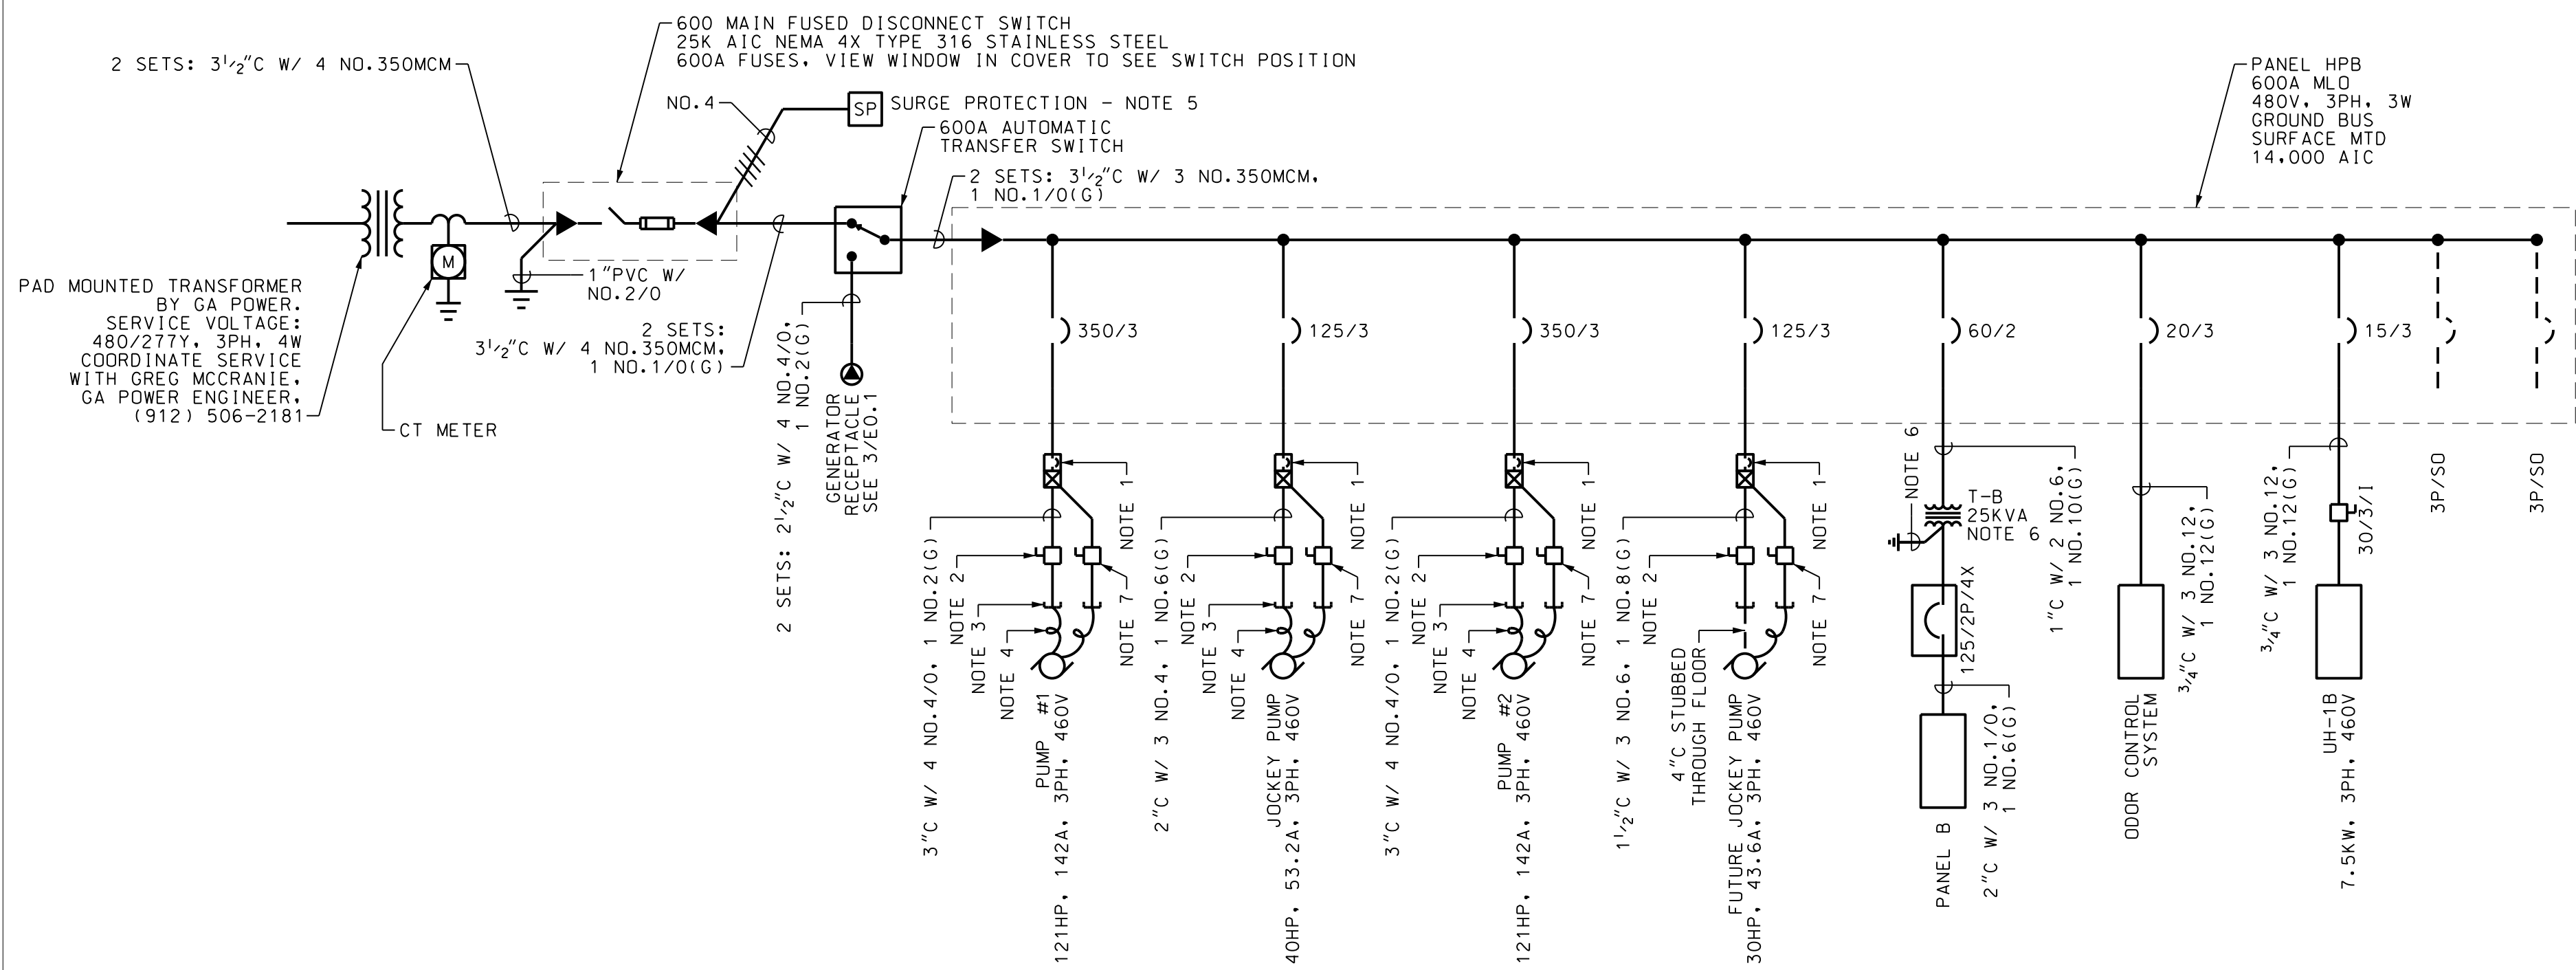 600 MAIN FUSED DISCONNECT SWITCH
25K AIC NEMA 4X TYPE 316 STAINLESS STEEL
600A FUSES, VIEW WINDOW IN COVER TO SEE SWITCH POSITION
2 SETS: 3 1/2"C W/ 4 NO.350MCM
NO.4
SP
SURGE PROTECTION - NOTE 5
600A AUTOMATIC
TRANSFER SWITCH
2 SETS: 3 1/2"C W/ 3 NO.350MCM,
1 NO.1/0(G)
PANEL HPB
600A MLO
480V, 3PH, 3W
GROUND BUS
SURFACE MTD
14,000 AIC
M
PAD MOUNTED TRANSFORMER
BY GA POWER.
SERVICE VOLTAGE:
480/277Y, 3PH, 4W
COORDINATE SERVICE
WITH GREG MCCRANIE,
GA POWER ENGINEER,
(912) 506-2181
CT METER
1"PVC W/
NO.2/0
2 SETS:
3 1/2"C W/ 4 NO.350MCM,
1 NO.1/0(G)
2 SETS: 2 1/2"C W/ 4 NO.4/0,
1 NO.2(G)
GENERATOR
RECEPTACLE
SEE 3/E0.1
350/3
125/3
350/3
125/3
60/2
20/3
15/3
3"C W/ 4 NO.4/0, 1 NO.2(G)
NOTE 2
NOTE 3
NOTE 4
NOTE 1
NOTE 7
PUMP #1
121HP, 142A, 3PH, 460V
2"C W/ 3 NO.4, 1 NO.6(G)
NOTE 2
NOTE 3
NOTE 4
NOTE 1
NOTE 7
JOCKEY PUMP
40HP, 53.2A, 3PH, 460V
3"C W/ 4 NO.4/0, 1 NO.2(G)
NOTE 2
NOTE 3
NOTE 4
NOTE 1
NOTE 7
PUMP #2
121HP, 142A, 3PH, 460V
1 1/2"C W/ 3 NO.6, 1 NO.8(G)
NOTE 2
4"C STUBBED
THROUGH FLOOR
NOTE 1
NOTE 7
FUTURE JOCKEY PUMP
30HP, 43.6A, 3PH, 460V
NOTE 6
T-B
25KVA
NOTE 6
125/2P/4X
1"C W/ 2 NO.6,
1 NO.10(G)
PANEL B
2"C W/ 3 NO.1/0,
1 NO.6(G)
ODOR CONTROL
SYSTEM
3/4"C W/ 3 NO.12,
1 NO.12(G)
3/4"C W/ 3 NO.12,
1 NO.12(G)
30/3/I
UH-1B
7.5KW, 3PH, 460V
3P/SO
3P/SO